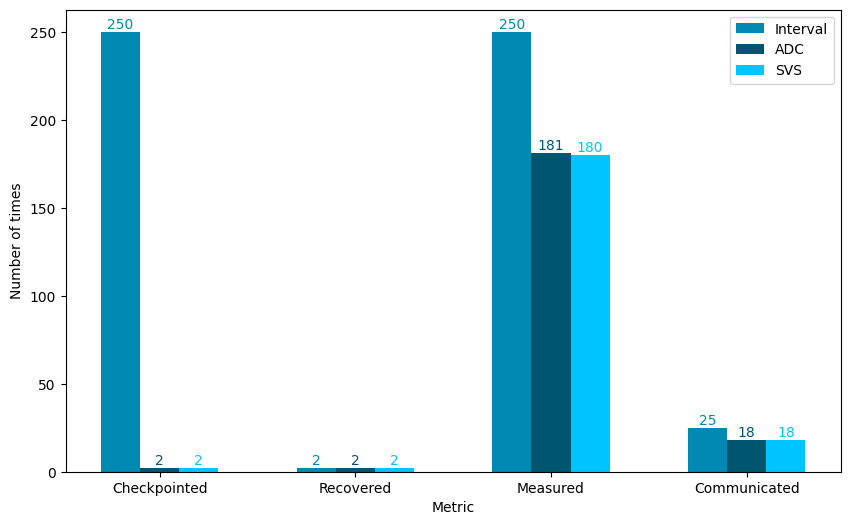 250
250
Interval
ADC
SVS
250
200
181
180
150
Number of times
100
50
25
18
18
2
2
2
2
2
0
Checkpointed
Recovered
Measured
Communicated
Metric